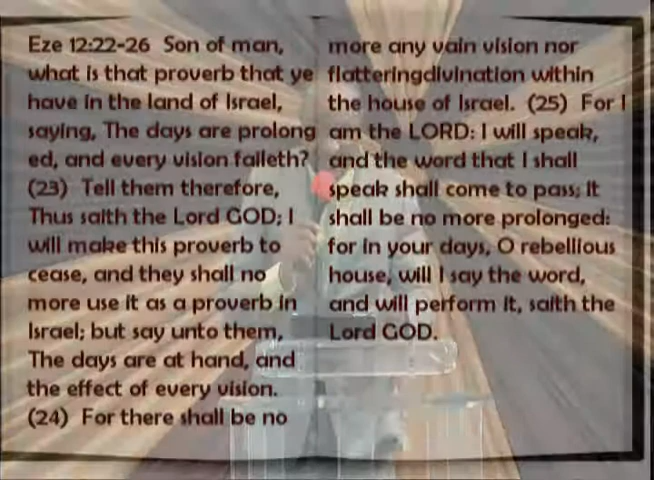 Eze 12:22-26 Son of man,
what is that proverb that ye
have in the land of Israel,
saying, The days are prolong
ed, and every vision faileth?
(23) Tell them therefore,
Thus saith the Lord GOD; I
will make this proverb to
cease, and they shall no
more use it as a proverb in
Israel; but say unto them,
The days are at hand, and
the effect of every vision.
(24) For there shall be no
more any vain vision nor
flatteringdivination within
the house of Israel. (25) For I
am the LORD: I will speak,
and the word that I shall
speak shall come to pass; it
shall be no more prolonged:
for in your days, O rebellious
house, will I say the word,
and will perform it, saith the
Lord GOD.